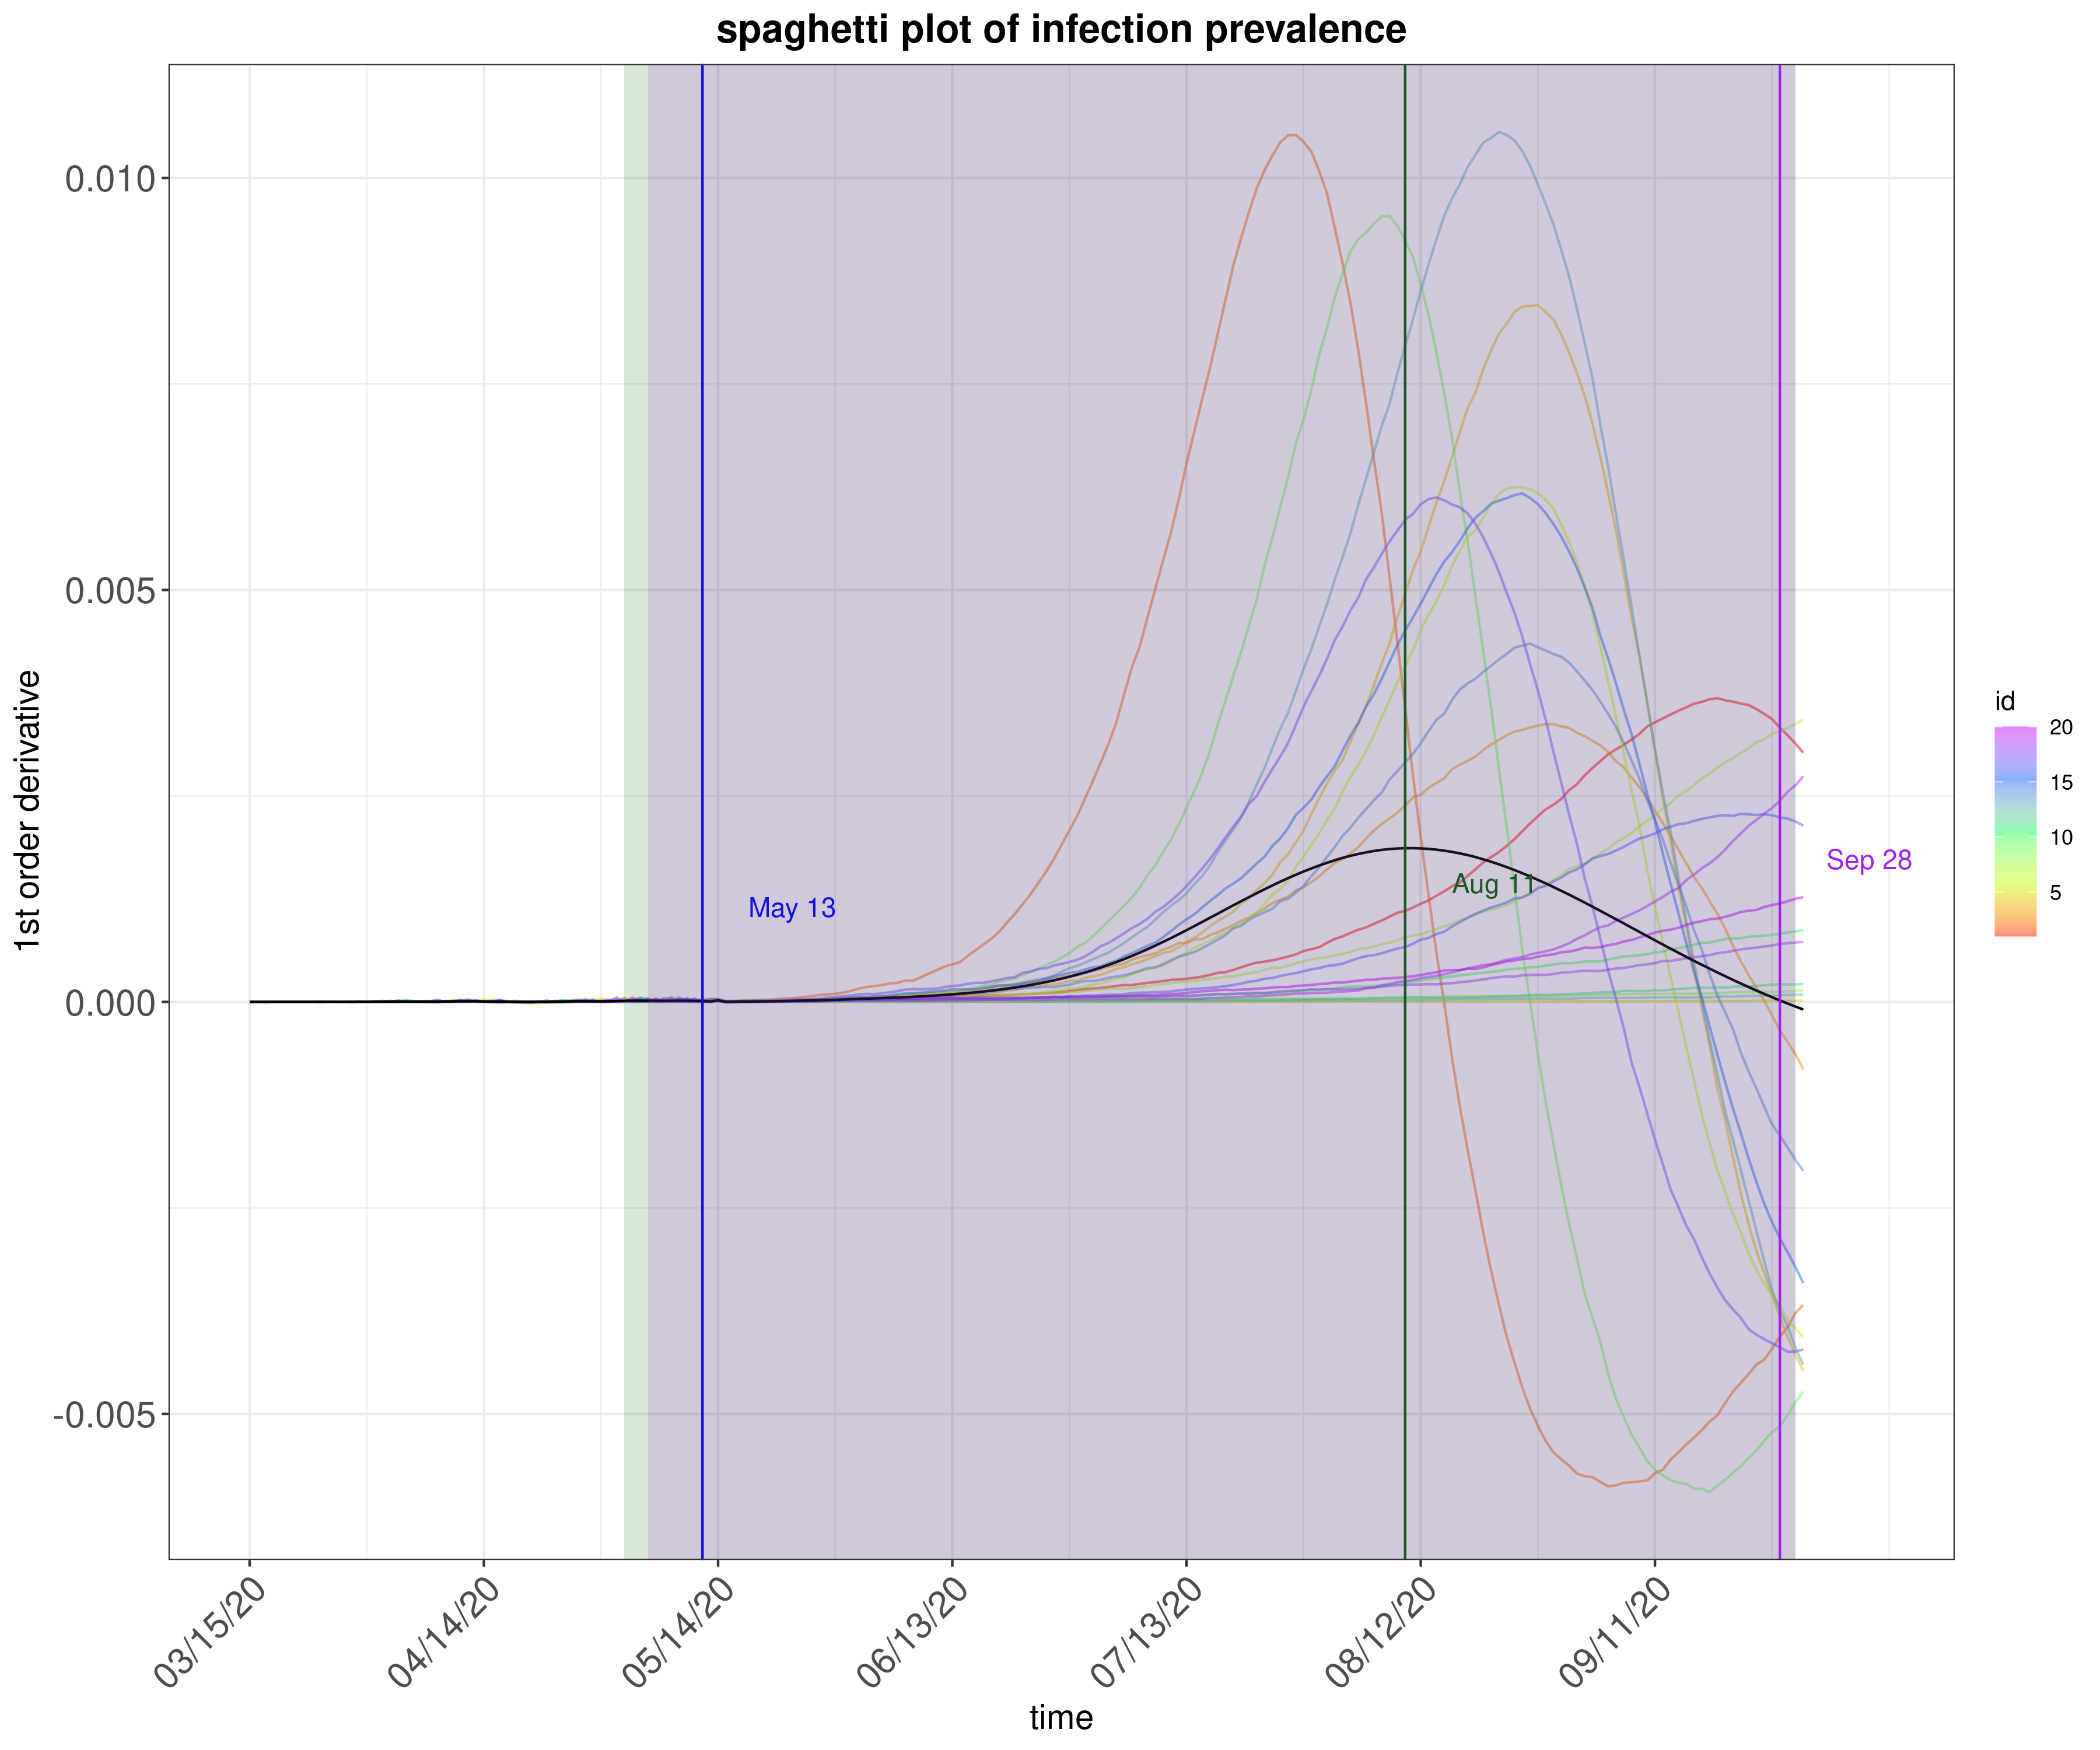 spaghetti plot of infection prevalence
1st order derivative
0.010
0.005
0.000
-0.005
May 13
Aug 11
Sep 28
id
20
15
10
5
03/15/20
04/14/20
05/14/20
06/13/20
07/13/20
08/12/20
09/11/20
time